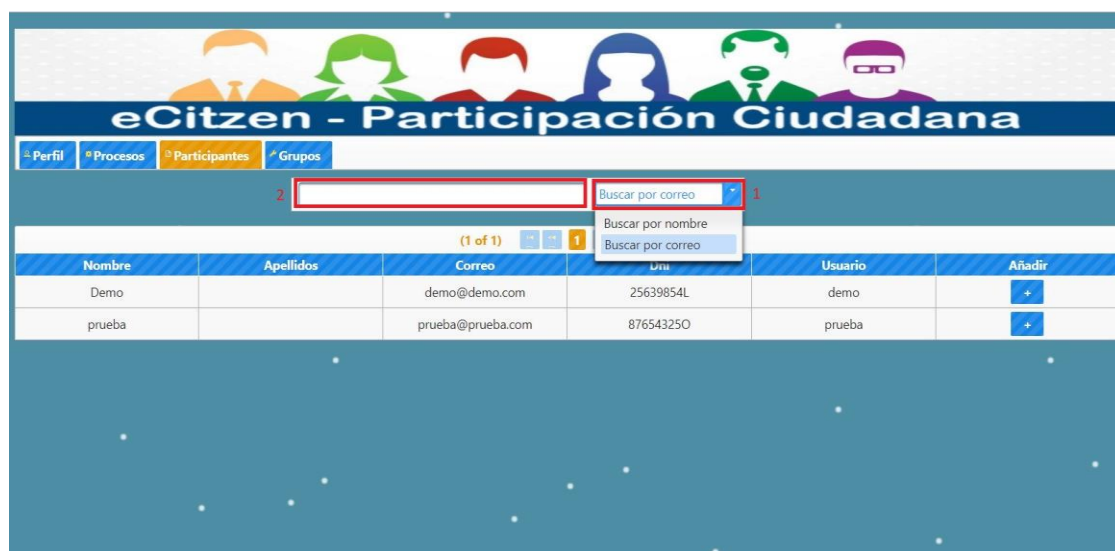 eCitzen - Participación Ciudadana
Perfil Procesos Participantes Grupos
2 Buscar por correo 1
Buscar por nombre
Buscar por correo
(1 of 1) 1
Nombre Apellidos Correo Dni Usuario Añadir
Demo demo@demo.com 25639854L demo +
prueba prueba@prueba.com 87654325O prueba +